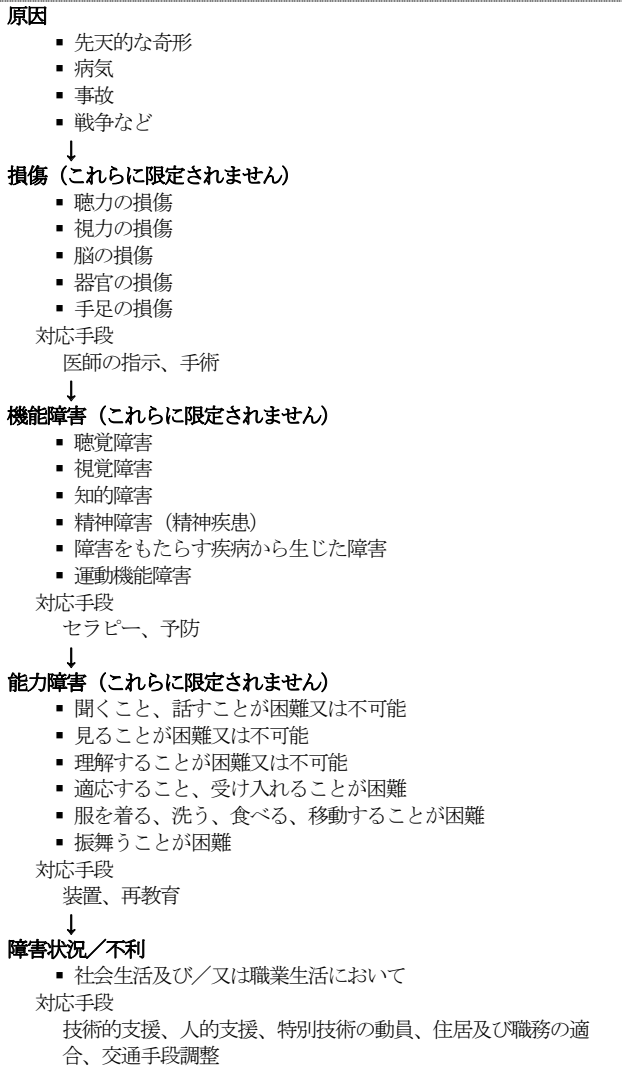 原因
▪ 先天的な奇形
▪ 病気
▪ 事故
▪ 戦争など
↓
損傷（これらに限定されません）
▪ 聴力の損傷
▪ 視力の損傷
▪ 脳の損傷
▪ 器官の損傷
▪ 手足の損傷
対応手段
医師の指示、手術
↓
機能障害（これらに限定されません）
▪ 聴覚障害
▪ 視覚障害
▪ 知的障害
▪ 精神障害（精神疾患）
▪ 障害をもたらす疾病から生じた障害
▪ 運動機能障害
対応手段
セラピー、予防
↓
能力障害（これらに限定されません）
▪ 聞くこと、話すことが困難又は不可能
▪ 見ることが困難又は不可能
▪ 理解することが困難又は不可能
▪ 適応すること、受け入れることが困難
▪ 服を着る、洗う、食べる、移動することが困難
▪ 振舞うことが困難
対応手段
装置、再教育
↓
障害状況／不利
▪ 社会生活及び／又は職業生活において
対応手段
技術的支援、人的支援、特別技術の動員、住居及び職務の適
合、交通手段調整